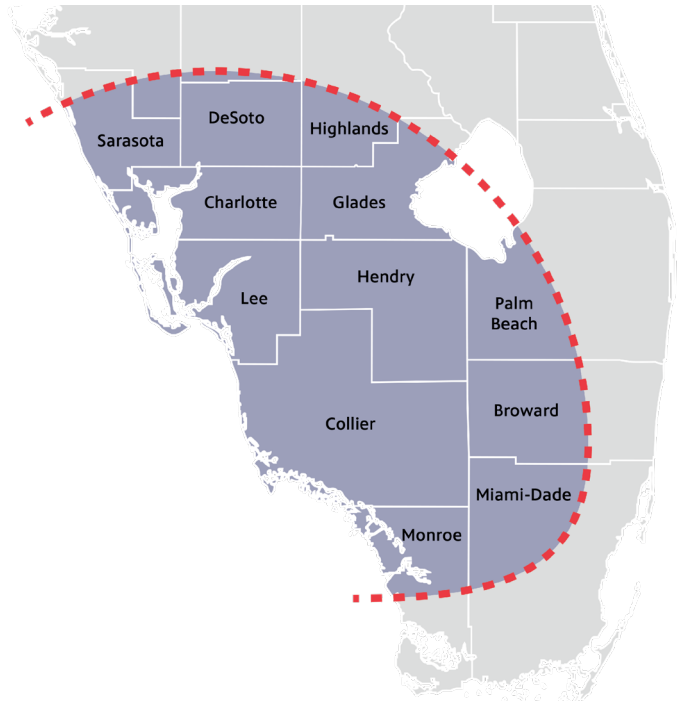 DeSoto
Highlands
Sarasota
Charlotte
Glades
Hendry
Lee
Palm
Beach
Broward
Collier
Miami-Dade
Monroe